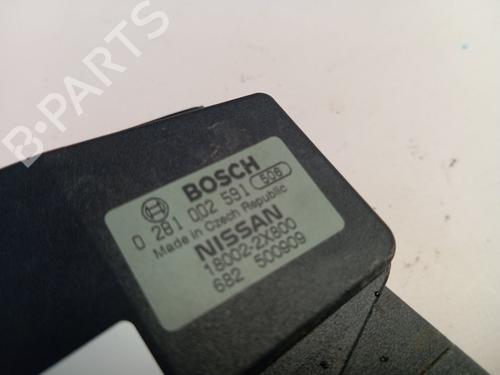 B-PARTS
BOSCH
0 281 002 591 508
Made in Czech Republic
NISSAN
18002-2X800
682 500909